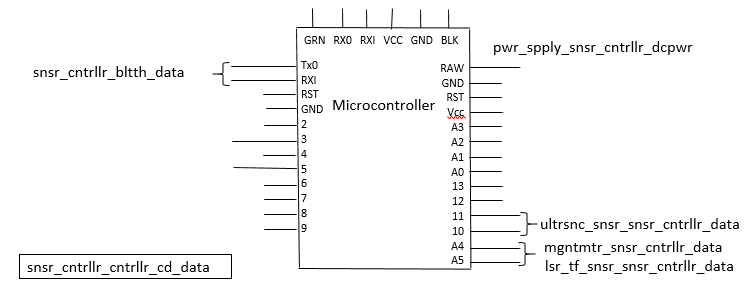 GRN RX0 RXI VCC GND BLK
pwr_spply_snsr_cntrllr_dcpwr
snsr_cntrllr_bltth_data
Microcontroller
Tx0
RXI
RST
GND
2
3
4
5
6
7
8
9
RAW
GND
RST
Vcc
A3
A2
A1
A0
13
12
11
10
A4
A5
ultrsnc_snsr_snsr_cntrllr_data
mgntmtr_snsr_cntrllr_data
lsr_tf_snsr_snsr_cntrllr_data
snsr_cntrllr_cntrllr_cd_data